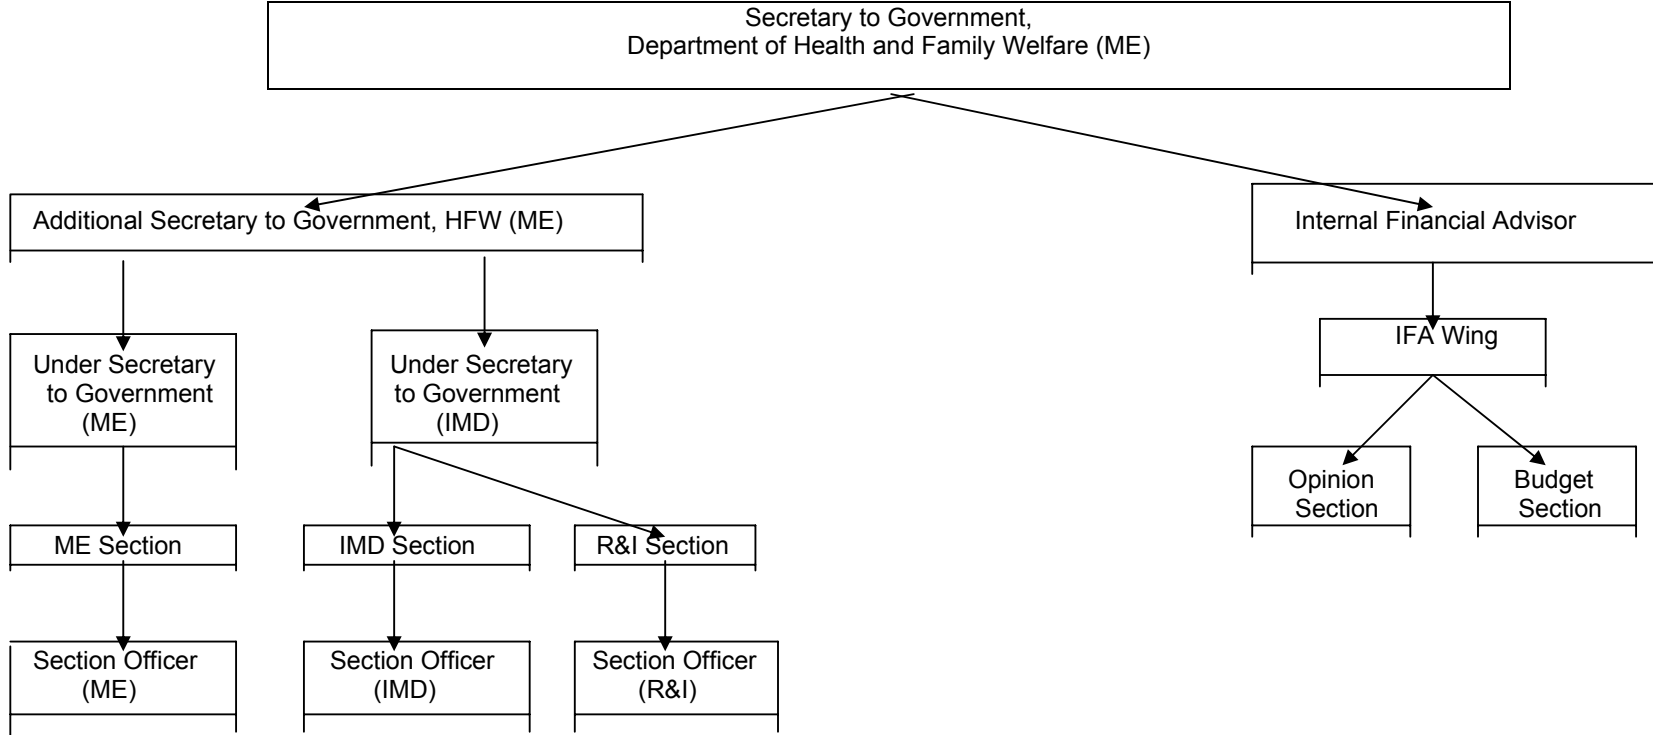 Secretary to Government,
Department of Health and Family Welfare (ME)
Additional Secretary to Government, HFW (ME)
Internal Financial Advisor
Under Secretary
to Government
(ME)
Under Secretary
to Government
(IMD)
IFA Wing
Opinion
Section
Budget
Section
ME Section
IMD Section
R&I Section
Section Officer
(ME)
Section Officer
(IMD)
Section Officer
(R&I)